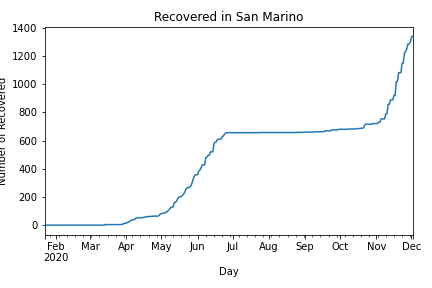 Recovered in San Marino
Number of Recovered
1400
1200
1000
800
600
400
200
0
Feb Mar Apr May Jun Jul Aug Sep Oct Nov Dec
2020
Day